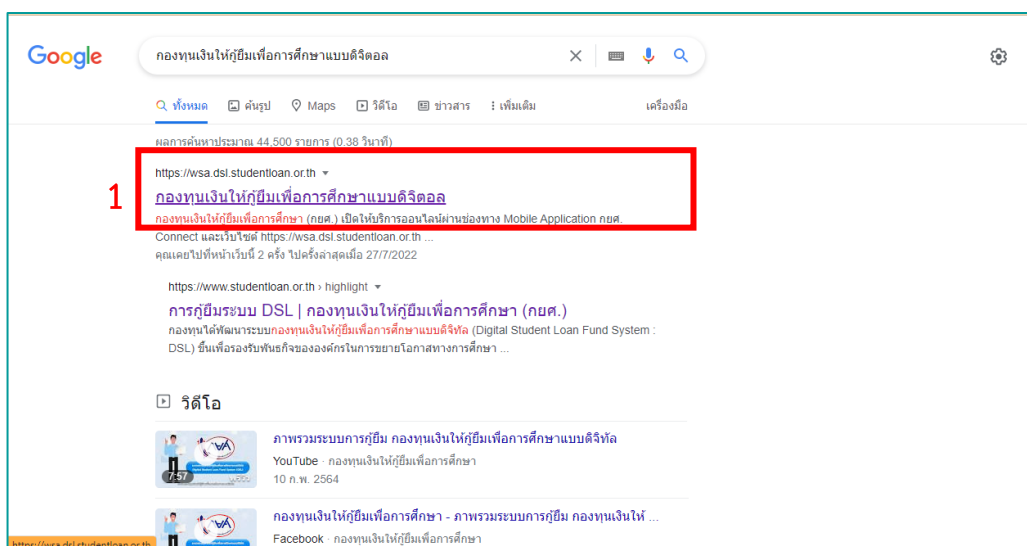 Google
กองทุนเงินให้กู้ยืมเพื่อการศึกษาแบบดิจิตอล
ทั้งหมด ค้นรูป Maps วิดีโอ ข่าวสาร เพิ่มเติม เครื่องมือ
ผลการค้นหาประมาณ 44,500 รายการ (0.38 วินาที)
https://wsa.dsl.studentloan.or.th
1
กองทุนเงินให้กู้ยืมเพื่อการศึกษาแบบดิจิตอล
กองทุนเงินให้กู้ยืมเพื่อการศึกษา (กยศ.) เปิดให้บริการออนไลน์ผ่านช่องทาง Mobile Application กยศ.
Connect และเว็บไซต์ https://wsa.dsl.studentloan.or.th ...
คุณเคยไปที่หน้าเว็บนี้ 2 ครั้ง ไปครั้งล่าสุดเมื่อ 27/7/2022
https://www.studentloan.or.th › highlight
การกู้ยืมระบบ DSL | กองทุนเงินให้กู้ยืมเพื่อการศึกษา (กยศ.)
กองทุนได้พัฒนาระบบกองทุนเงินให้กู้ยืมเพื่อการศึกษาแบบดิจิทัล (Digital Student Loan Fund System :
DSL) ขึ้นเพื่อรองรับพันธกิจขององค์กรในการขยายโอกาสทางการศึกษา ...
วิดีโอ
ภาพรวมระบบการกู้ยืม กองทุนเงินให้กู้ยืมเพื่อการศึกษาแบบดิจิทัล
YouTube · กองทุนเงินให้กู้ยืมเพื่อการศึกษา
7:57
10 ก.พ. 2564
กองทุนเงินให้กู้ยืมเพื่อการศึกษา - ภาพรวมระบบการกู้ยืม กองทุนเงินให้ ...
Facebook · กองทุนเงินให้กู้ยืมเพื่อการศึกษา
https://wsa.dsl.studentloan.or.th